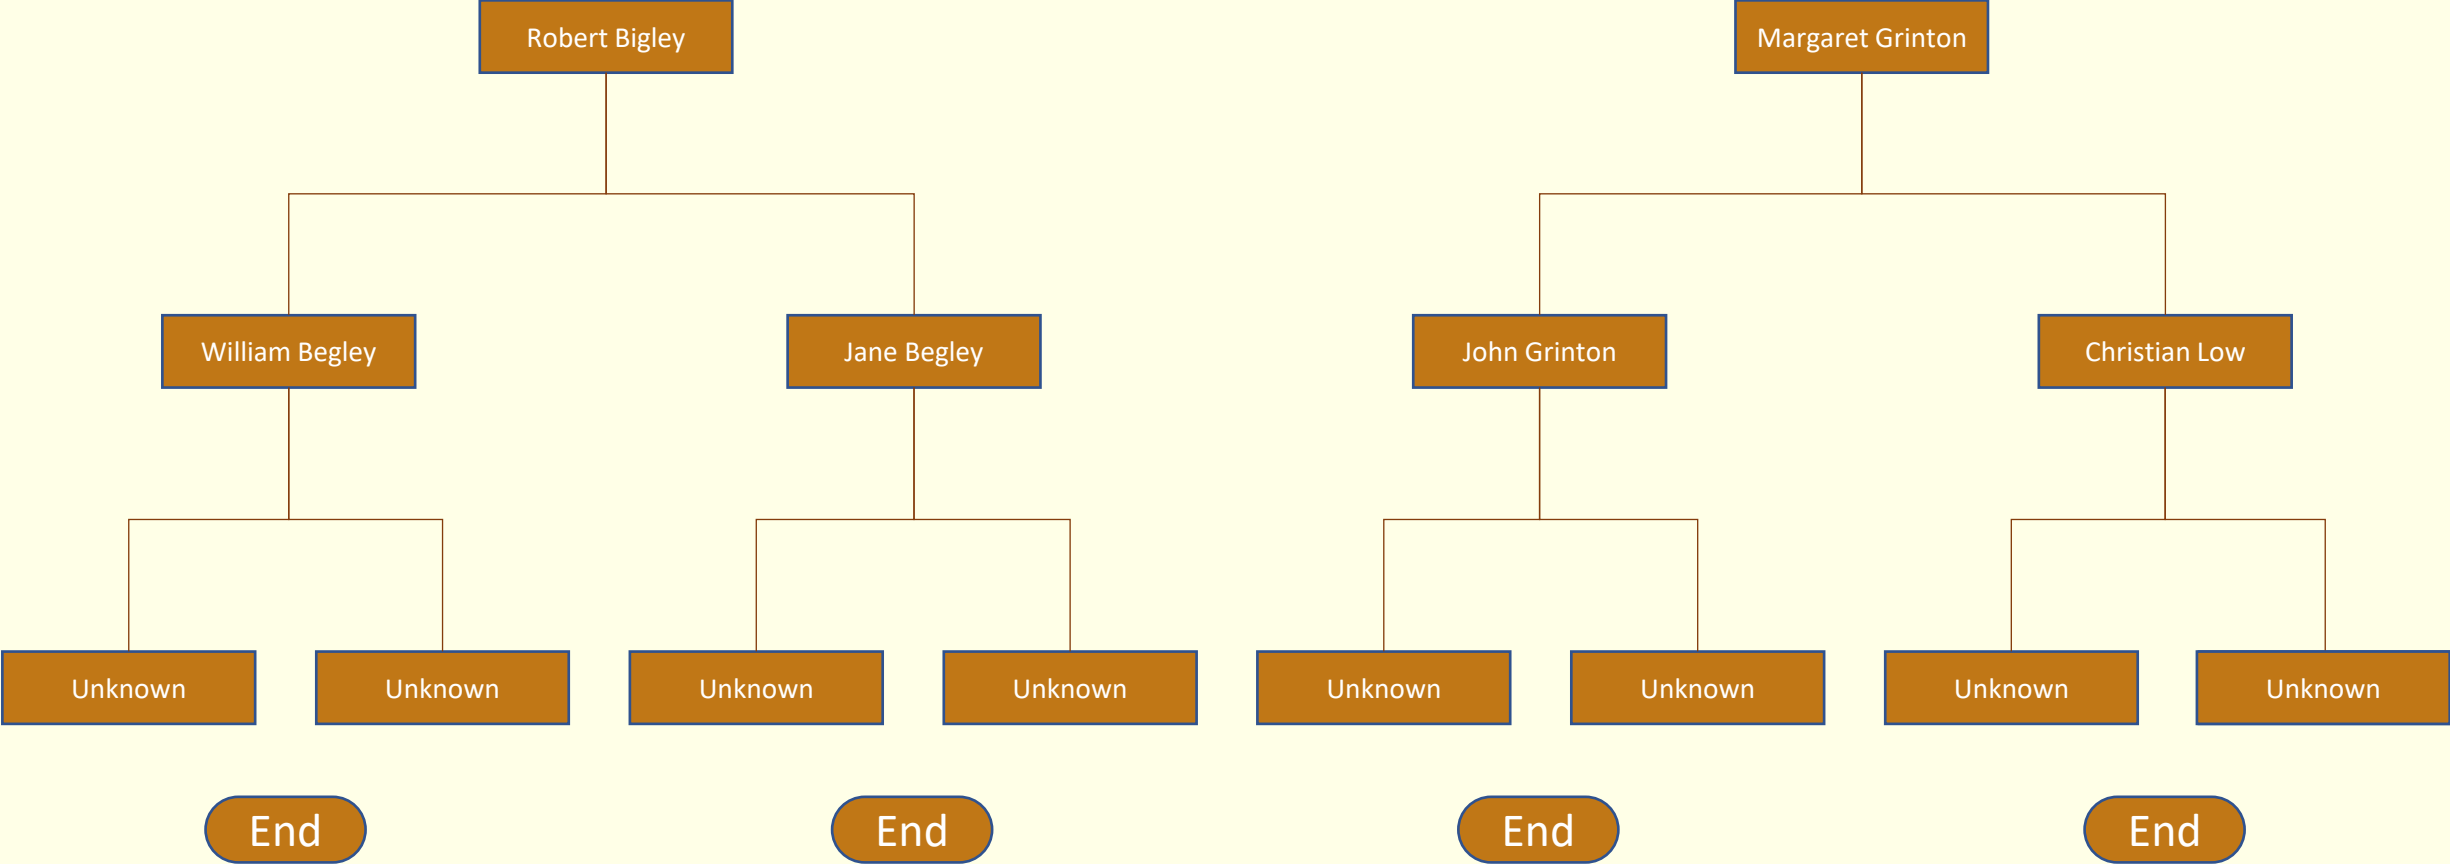 Robert Bigley
Margaret Grinton
William Begley
Jane Begley
John Grinton
Christian Low
Unknown
Unknown
Unknown
Unknown
Unknown
Unknown
Unknown
Unknown
End
End
End
End